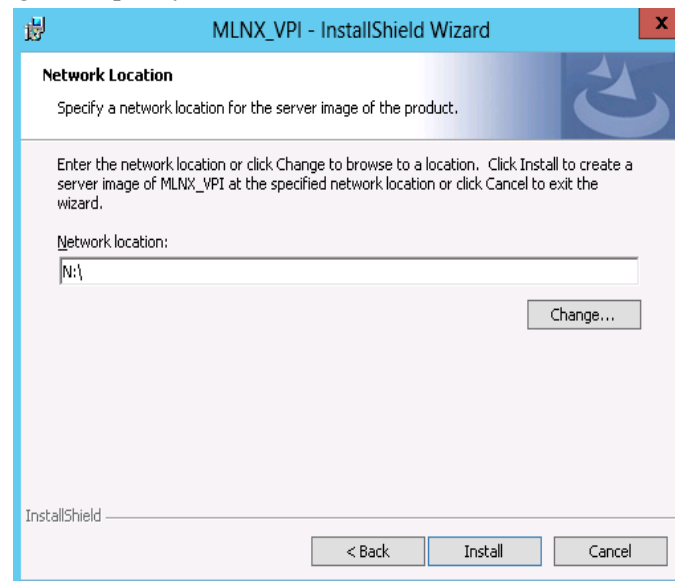 MLNX_VPI - InstallShield Wizard
x
Network Location
Specify a network location for the server image of the product.
Enter the network location or click Change to browse to a location. Click Install to create a
server image of MLNX_VPI at the specified network location or click Cancel to exit the
wizard.
Network location:
N:\
Change...
InstallShield
< Back Install Cancel